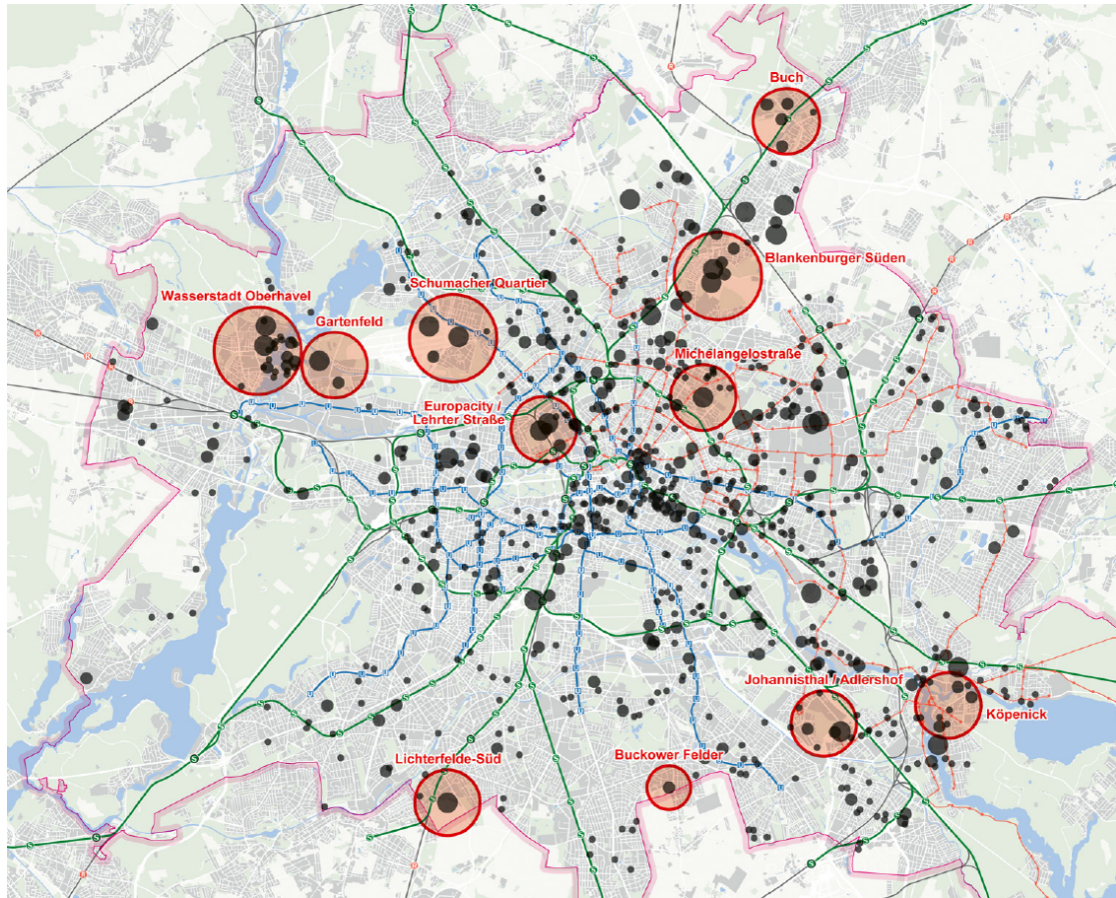 Buch
Blankenburger Süden
Schumacher Quartier
Wasserstadt Oberhavel
Gartenfeld
Michelangelostraße
Europacity /
Lehrter Straße
Johannisthal / Adlershof
Köpenick
Buckower Felder
Lichterfelde-Süd